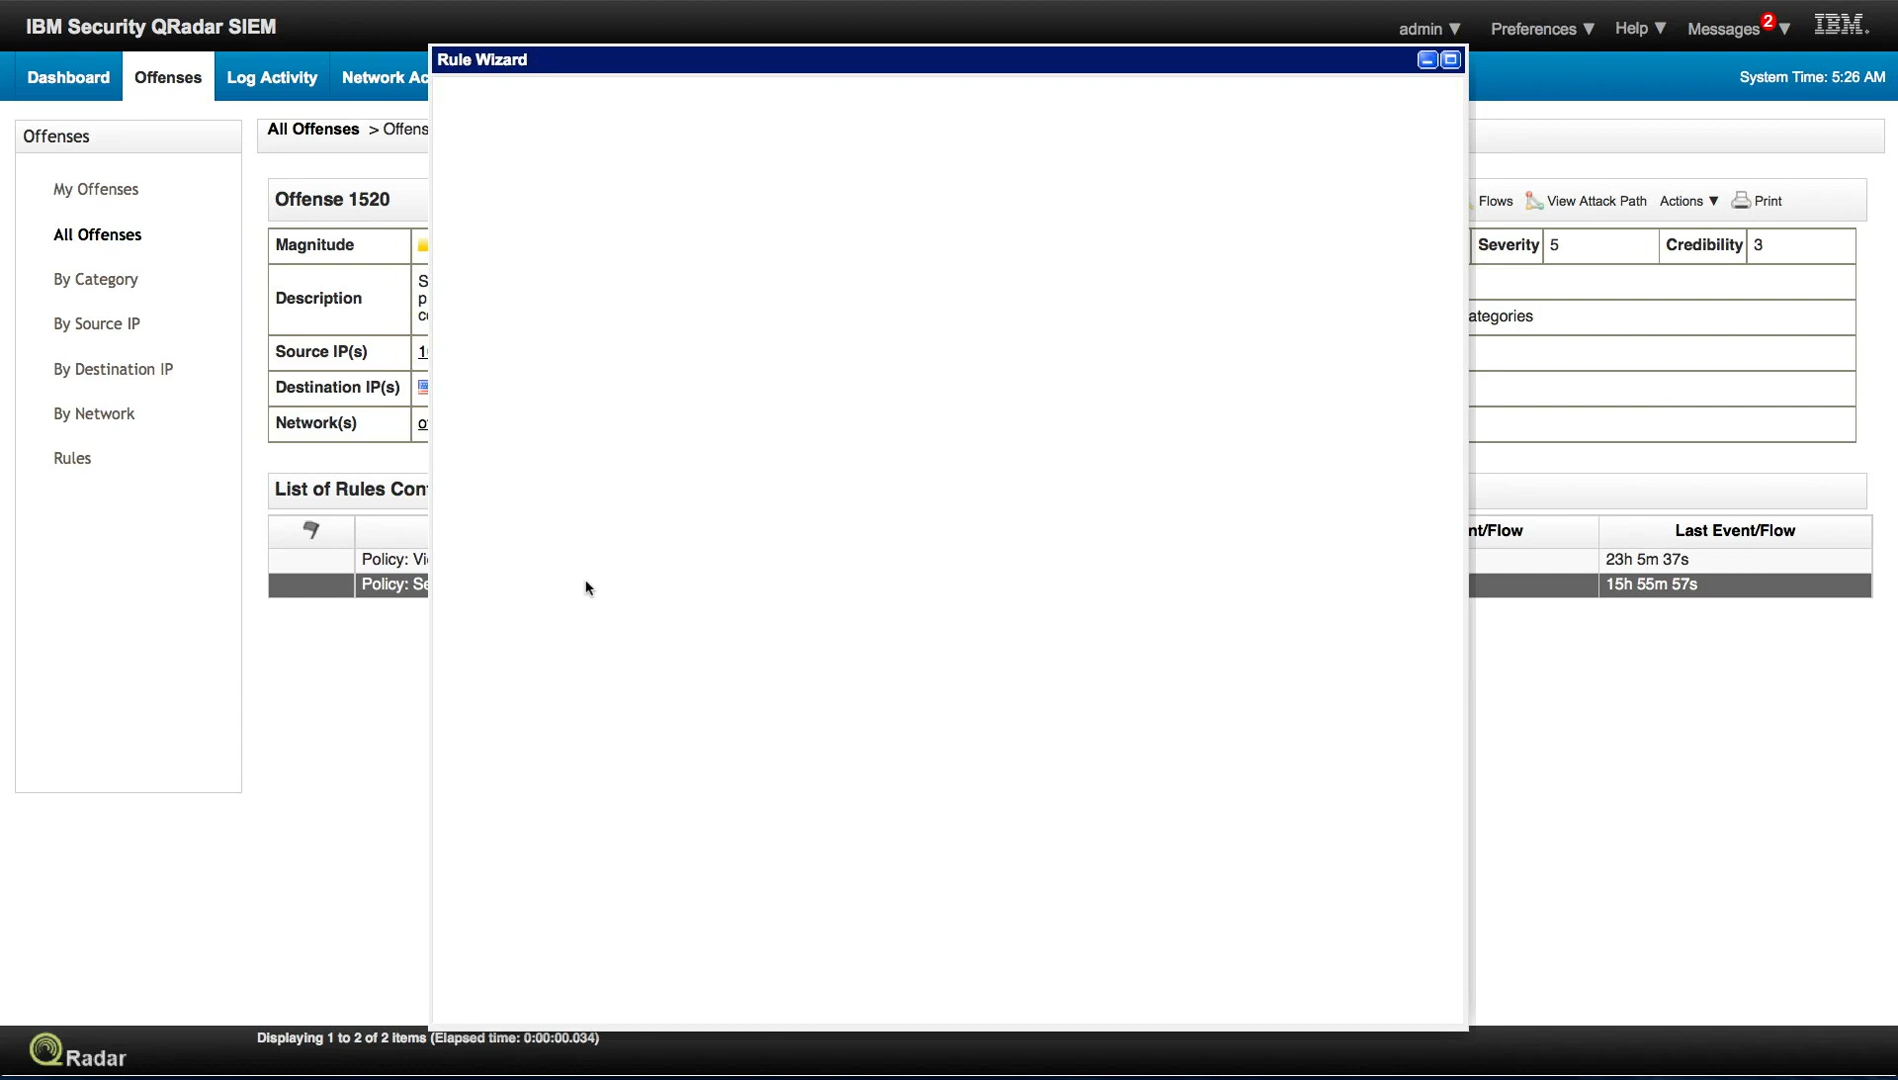 IBM Security QRadar SIEM
admin ▼ Preferences ▼ Help ▼ Messages 2 ▼ IBM.
Dashboard Offenses Log Activity Network Ac
System Time: 5:26 AM
Rule Wizard
Offenses
My Offenses
All Offenses
By Category
By Source IP
By Destination IP
By Network
Rules
All Offenses > Offens
Offense 1520
Flows View Attack Path Actions ▼ Print
Magnitude
Severity 5 Credibility 3
Description
S
p
c
ategories
Source IP(s) 1
Destination IP(s)
Network(s) o
List of Rules Con
nt/Flow Last Event/Flow
Policy: Vi 23h 5m 37s
Policy: Se 15h 55m 57s
Displaying 1 to 2 of 2 items (Elapsed time: 0:00:00.034)
QRadar